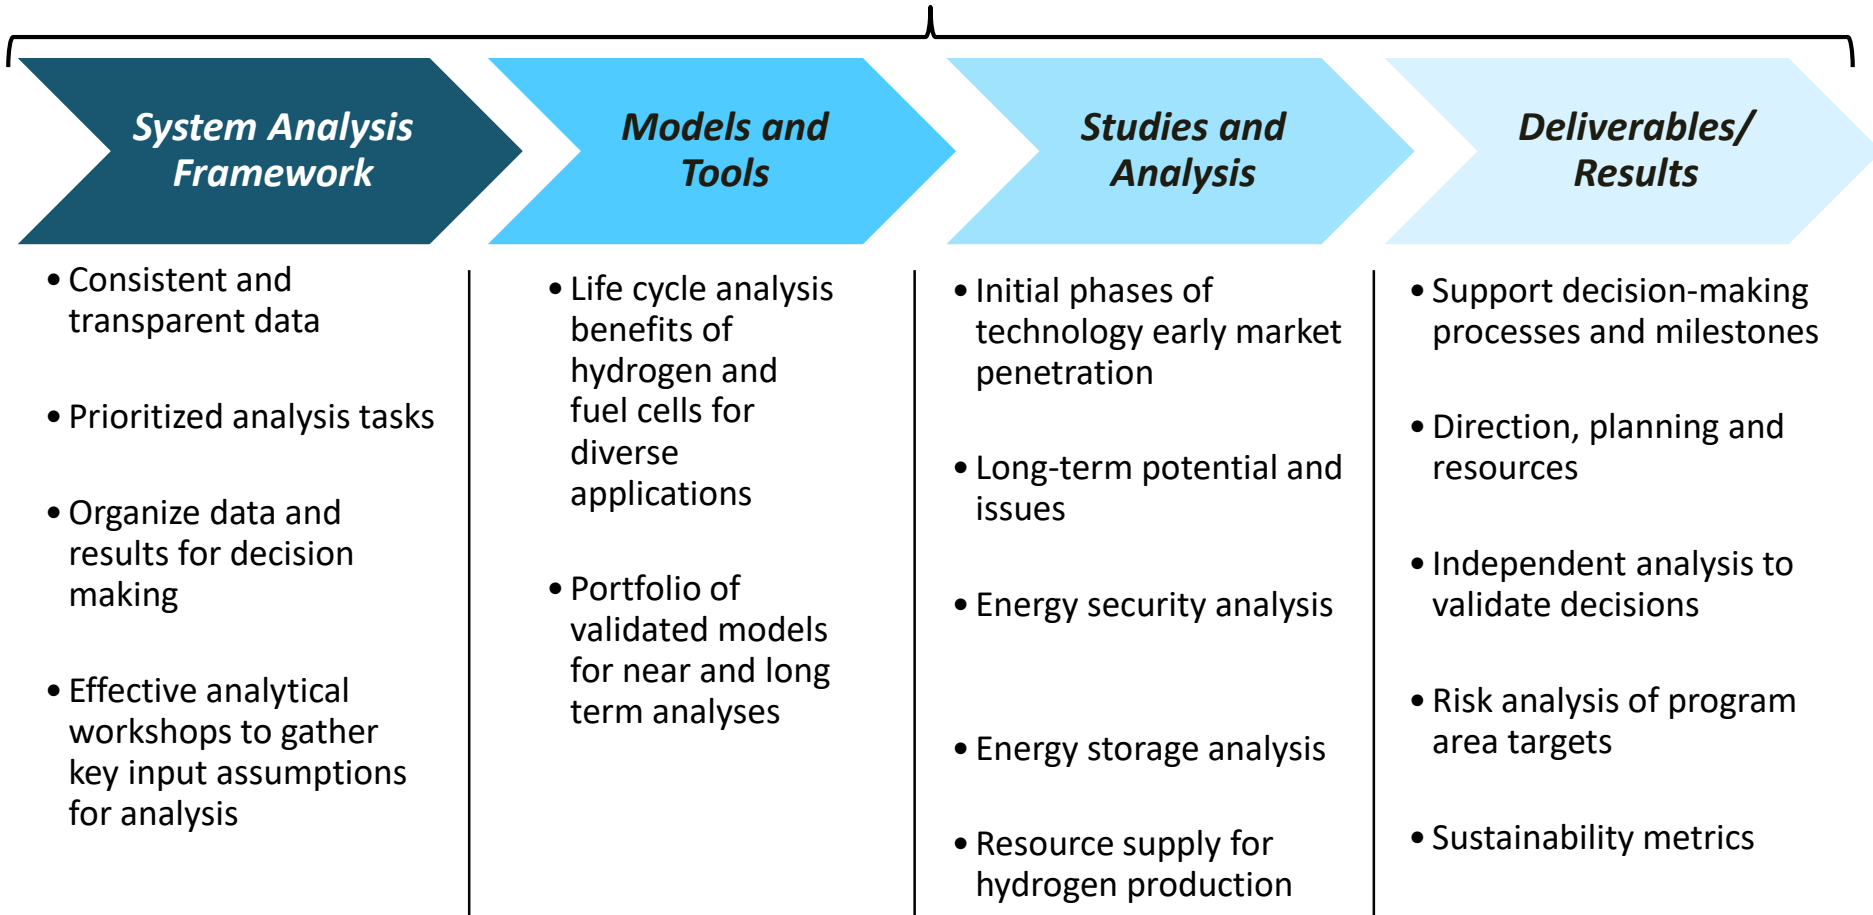 System Analysis
Framework
• Consistent and
transparent data
• Prioritized analysis tasks
• Organize data and
results for decision
making
• Effective analytical
workshops to gather
key input assumptions
for analysis
Models and
Tools
• Life cycle analysis
benefits of
hydrogen and
fuel cells for
diverse
applications
• Portfolio of
validated models
for near and long
term analyses
Studies and
Analysis
• Initial phases of
technology early market
penetration
• Long-term potential and
issues
• Energy security analysis
• Energy storage analysis
• Resource supply for
hydrogen production
Deliverables/
Results
• Support decision-making
processes and milestones
• Direction, planning and
resources
• Independent analysis to
validate decisions
• Risk analysis of program
area targets
• Sustainability metrics